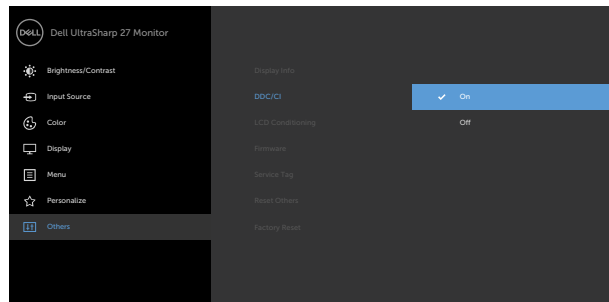 DELL
Dell UltraSharp 27 Monitor
Brightness/Contrast
Input Source
Color
Display
Menu
Personalize
Others
Display Info
DDC/CI
LCD Conditioning
Firmware
Service Tag
Reset Others
Factory Reset
On
Off